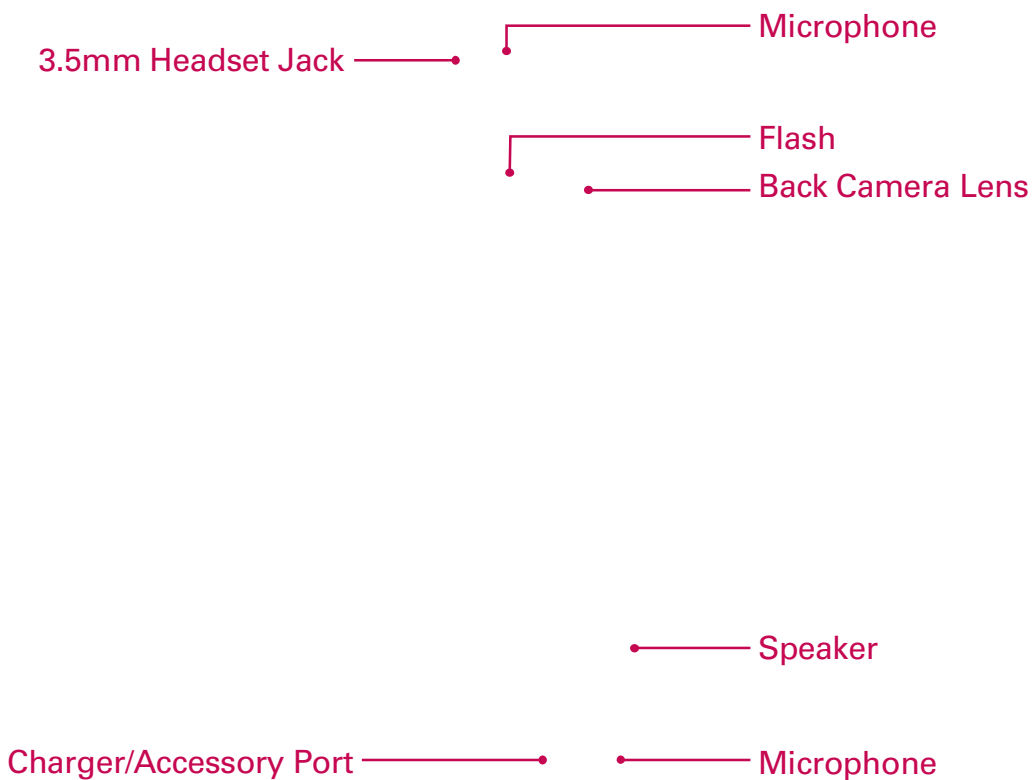 Microphone
3.5mm Headset Jack
Flash
Back Camera Lens
Speaker
Charger/Accessory Port
Microphone